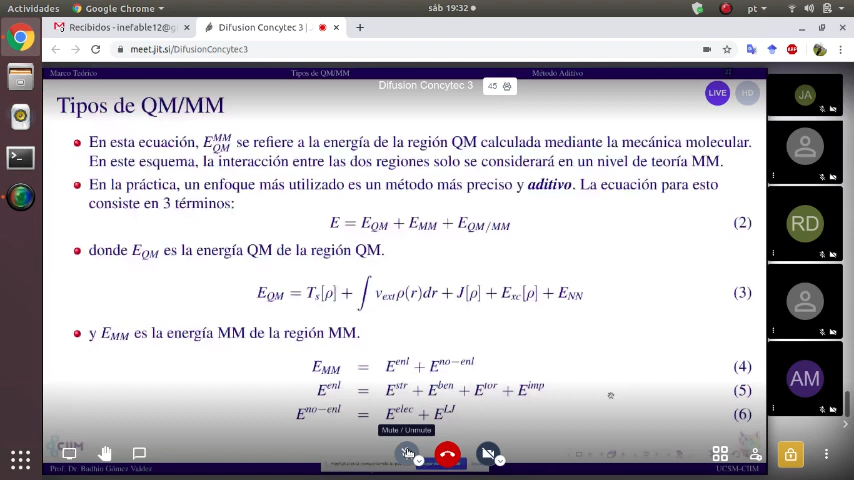 Actividades
Google Chrome
sáb 19:32
pt
Recibidos - inefable12@g
Difusion Concytec 3 |
meet.jit.si/DifusionConcytec3
ABP
Marco Teórico
Tipos de QM/MM
Método Aditivo
Difusion Concytec 3
45
LIVE
HD
Tipos de QM/MM
En esta ecuación, E_{QM}^{MM} se refiere a la energía de la región QM calculada mediante la mecánica molecular.
En este esquema, la interacción entre las dos regiones solo se considerará en un nivel de teoría MM.
En la práctica, un enfoque más utilizado es un método más preciso y aditivo. La ecuación para esto
consiste en 3 términos:
E = E_{QM} + E_{MM} + E_{QM/MM} (2)
donde E_{QM} es la energía QM de la región QM.
E_{QM} = T_s[ρ] + ∫ v_{ext}ρ(r)dr + J[ρ] + E_{xc}[ρ] + E_{NN} (3)
y E_{MM} es la energía MM de la región MM.
E_{MM} = E^{enl} + E^{no−enl} (4)
E^{enl} = E^{str} + E^{ben} + E^{tor} + E^{imp} (5)
E^{no−enl} = E^{elec} + E^{LJ} (6)
Mute / Unmute
CIIM
Prof. Dr. Badhin Gómez Valdez
UCSM-CIIM
JA
RD
AM